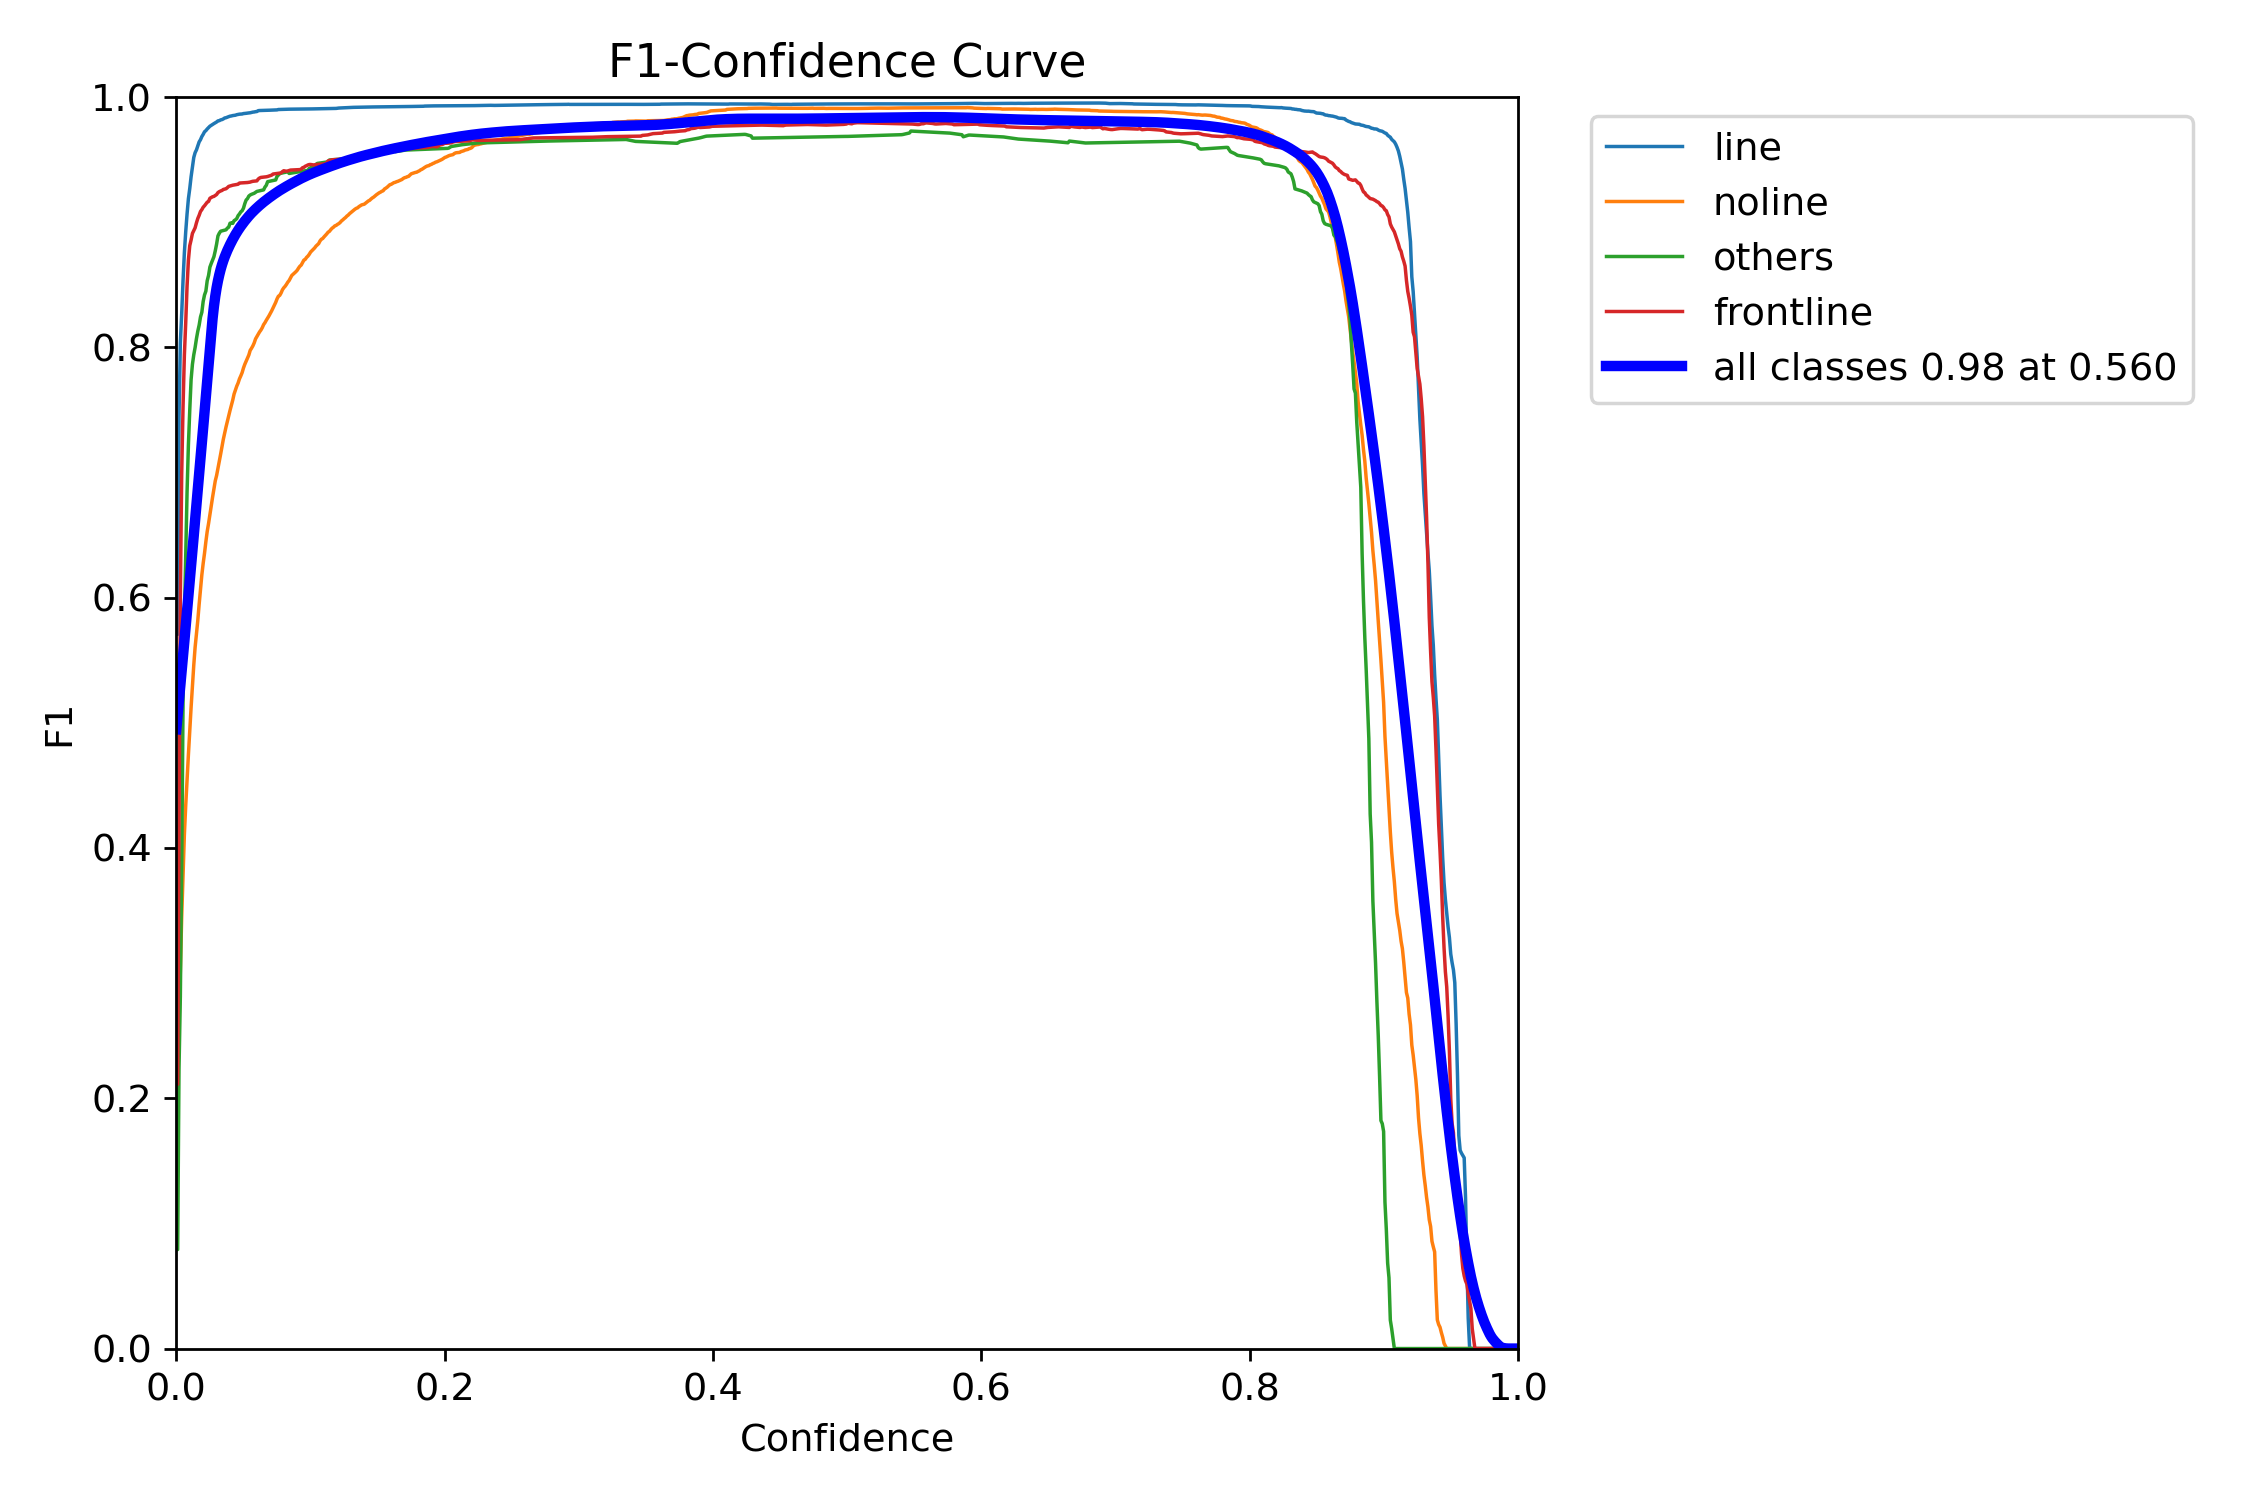 F1-Confidence Curve
1.0
0.8
0.6
0.4
0.2
0.0
F1
0.0 0.2 0.4 0.6 0.8 1.0
Confidence
line
noline
others
frontline
all classes 0.98 at 0.560